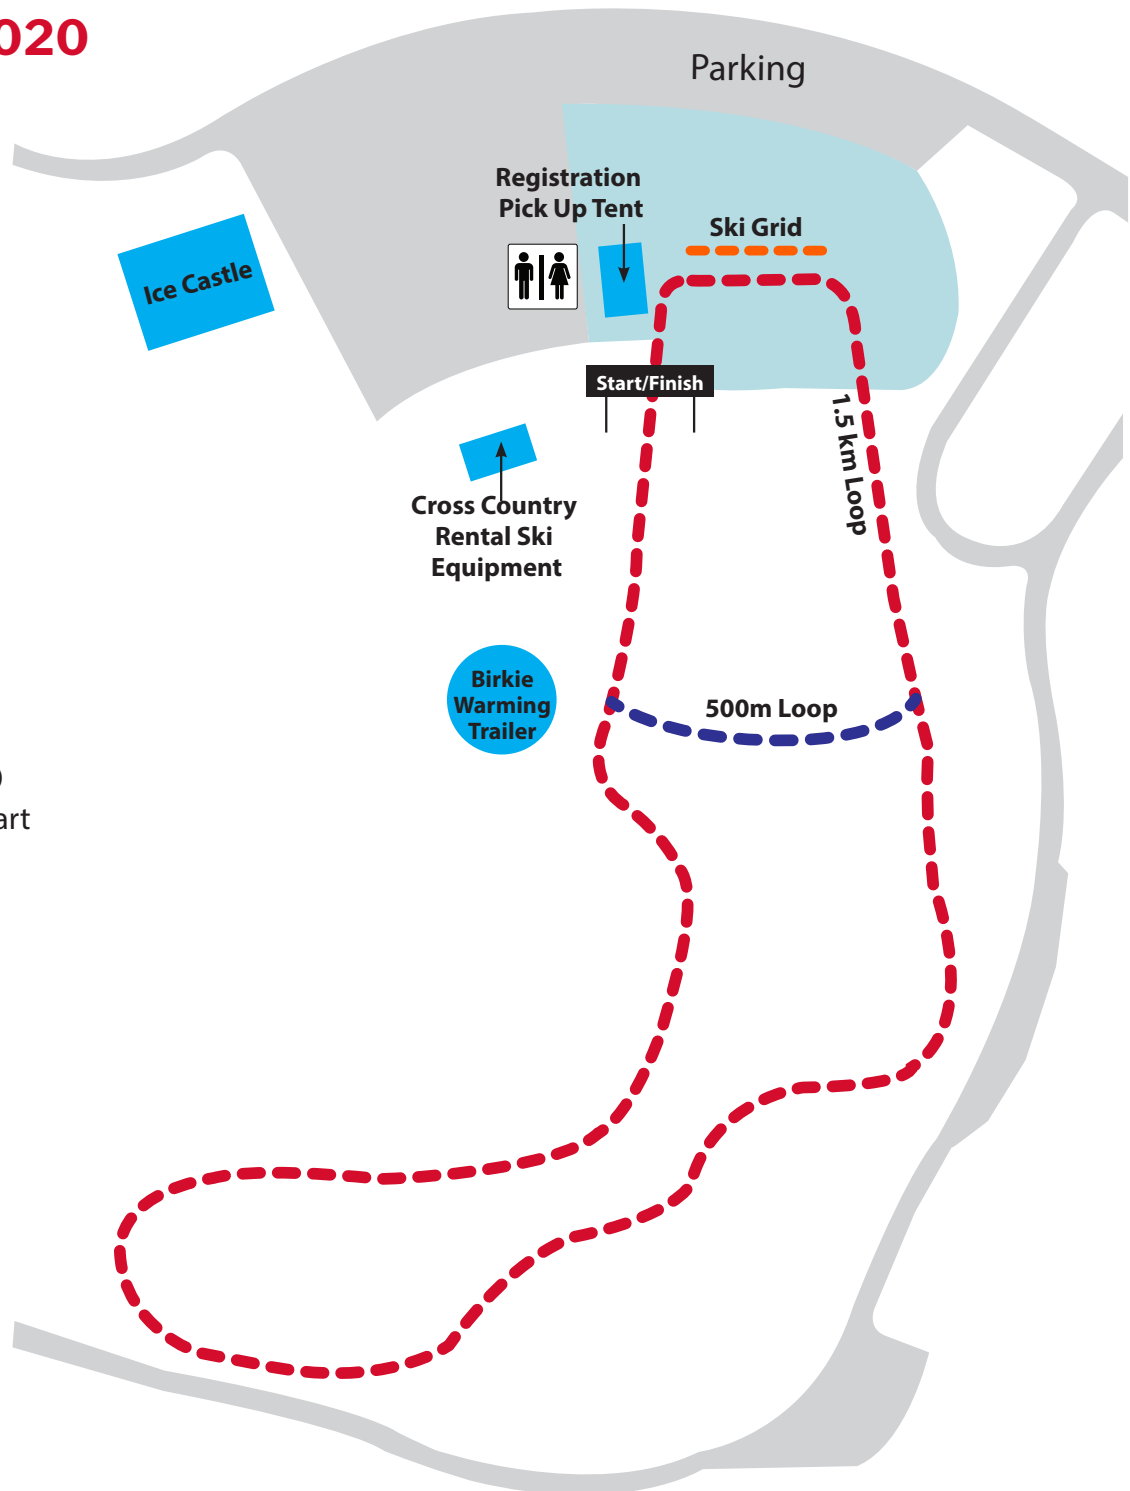 020
Parking
Registration
Pick Up Tent
Ski Grid
Ice Castle
Start/Finish
1.5 km Loop
Cross Country
Rental Ski
Equipment
Birkie
Warming
Trailer
500m Loop
)
art